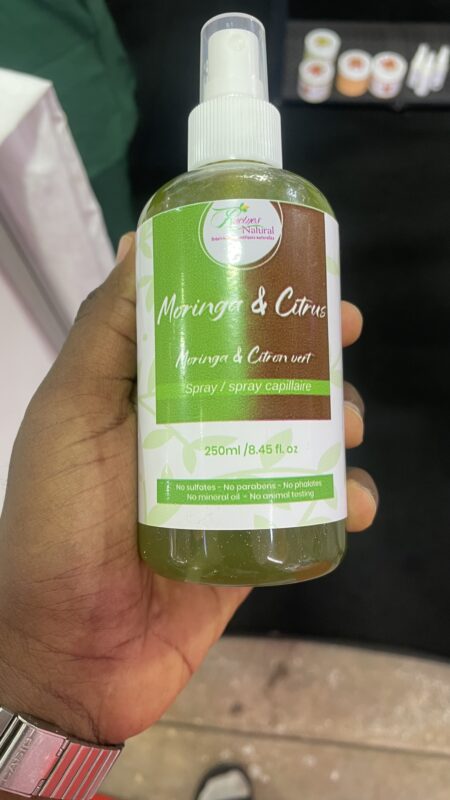 Natural
Moringa & Citrus
Moringa & Citron vert
Spray / spray capillaire
250ml /8.45 fl. oz
No sulfates - No parabens - No phalates
No mineral oil - No animal testing